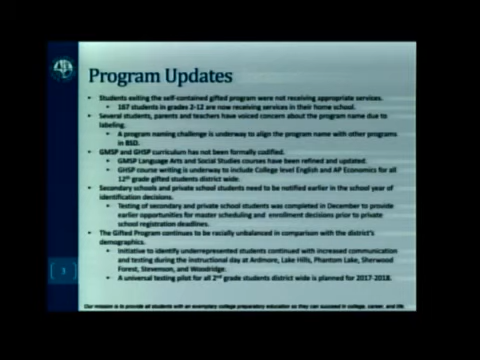 Program Updates
• Students exiting the self-contained gifted program were not receiving appropriate services.
• 167 students in grades 2-12 are now receiving services in their home school.
• Several students, parents and teachers have voiced concern about the program name due to
labeling.
• A program naming challenge is underway to align the program name with other programs
in BSD.
• GMSP and GHSP curriculum has not been formally codified.
• GMSP Language Arts and Social Studies courses have been refined and updated.
• GHSP course writing is underway to include College level English and AP Economics for all
12th grade gifted students district wide.
• Secondary schools and private school students need to be notified earlier in the school year of
identification decisions.
• Testing of secondary and private school students was completed in December to provide
earlier opportunities for master scheduling and enrollment decisions prior to private
school registration deadlines.
• The Gifted Program continues to be racially unbalanced in comparison with the district's
demographics.
• Initiative to identify underrepresented students continued with increased communication
and testing during the instructional day at Ardmore, Lake Hills, Phantom Lake, Sherwood
Forest, Stevenson, and Woodridge.
• A universal testing pilot for all 2nd grade students district wide is planned for 2017-2018.
3
Our mission is to provide all students with an exemplary college preparatory education so they can succeed in college, career, and life.